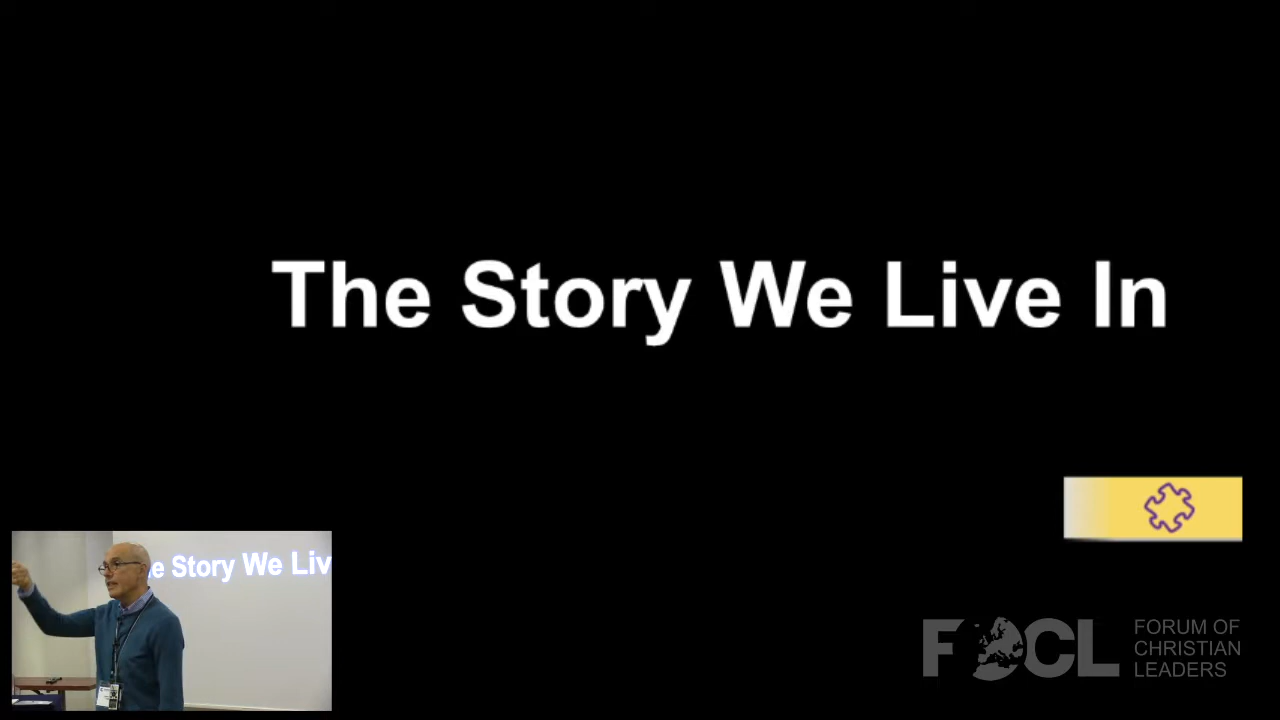 The Story We Live In
e Story We Liv
FOCL
FORUM OF
CHRISTIAN
LEADERS